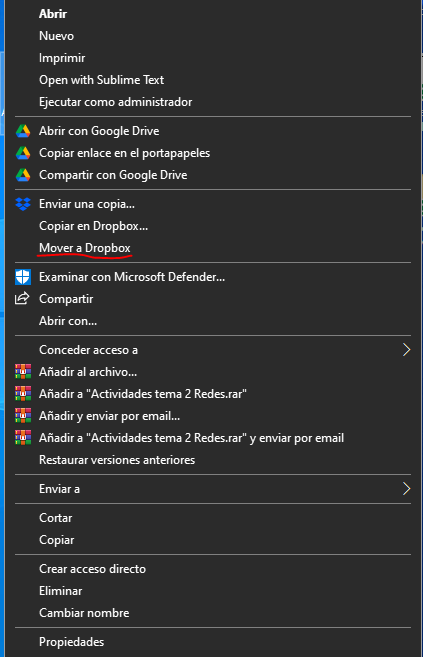 Abrir
Nuevo
Imprimir
Open with Sublime Text
Ejecutar como administrador
Abrir con Google Drive
Copiar enlace en el portapapeles
Compartir con Google Drive
Enviar una copia...
Copiar en Dropbox...
Mover a Dropbox
Examinar con Microsoft Defender...
Compartir
Abrir con...
Conceder acceso a
Añadir al archivo...
Añadir a "Actividades tema 2 Redes.rar"
Añadir y enviar por email...
Añadir a "Actividades tema 2 Redes.rar" y enviar por email
Restaurar versiones anteriores
Enviar a
Cortar
Copiar
Crear acceso directo
Eliminar
Cambiar nombre
Propiedades